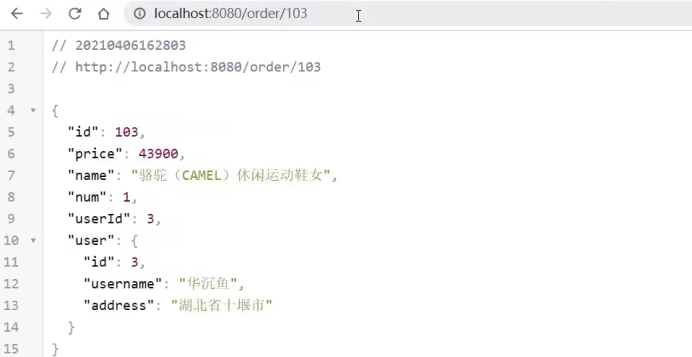 localhost:8080/order/103
1 // 20210406162803
2 // http://localhost:8080/order/103
3
4 {
5 "id": 103,
6 "price": 43900,
7 "name": "骆驼（CAMEL）休闲运动鞋女",
8 "num": 1,
9 "userId": 3,
10 "user": {
11 "id": 3,
12 "username": "华沉鱼",
13 "address": "湖北省十堰市"
14 }
15 }